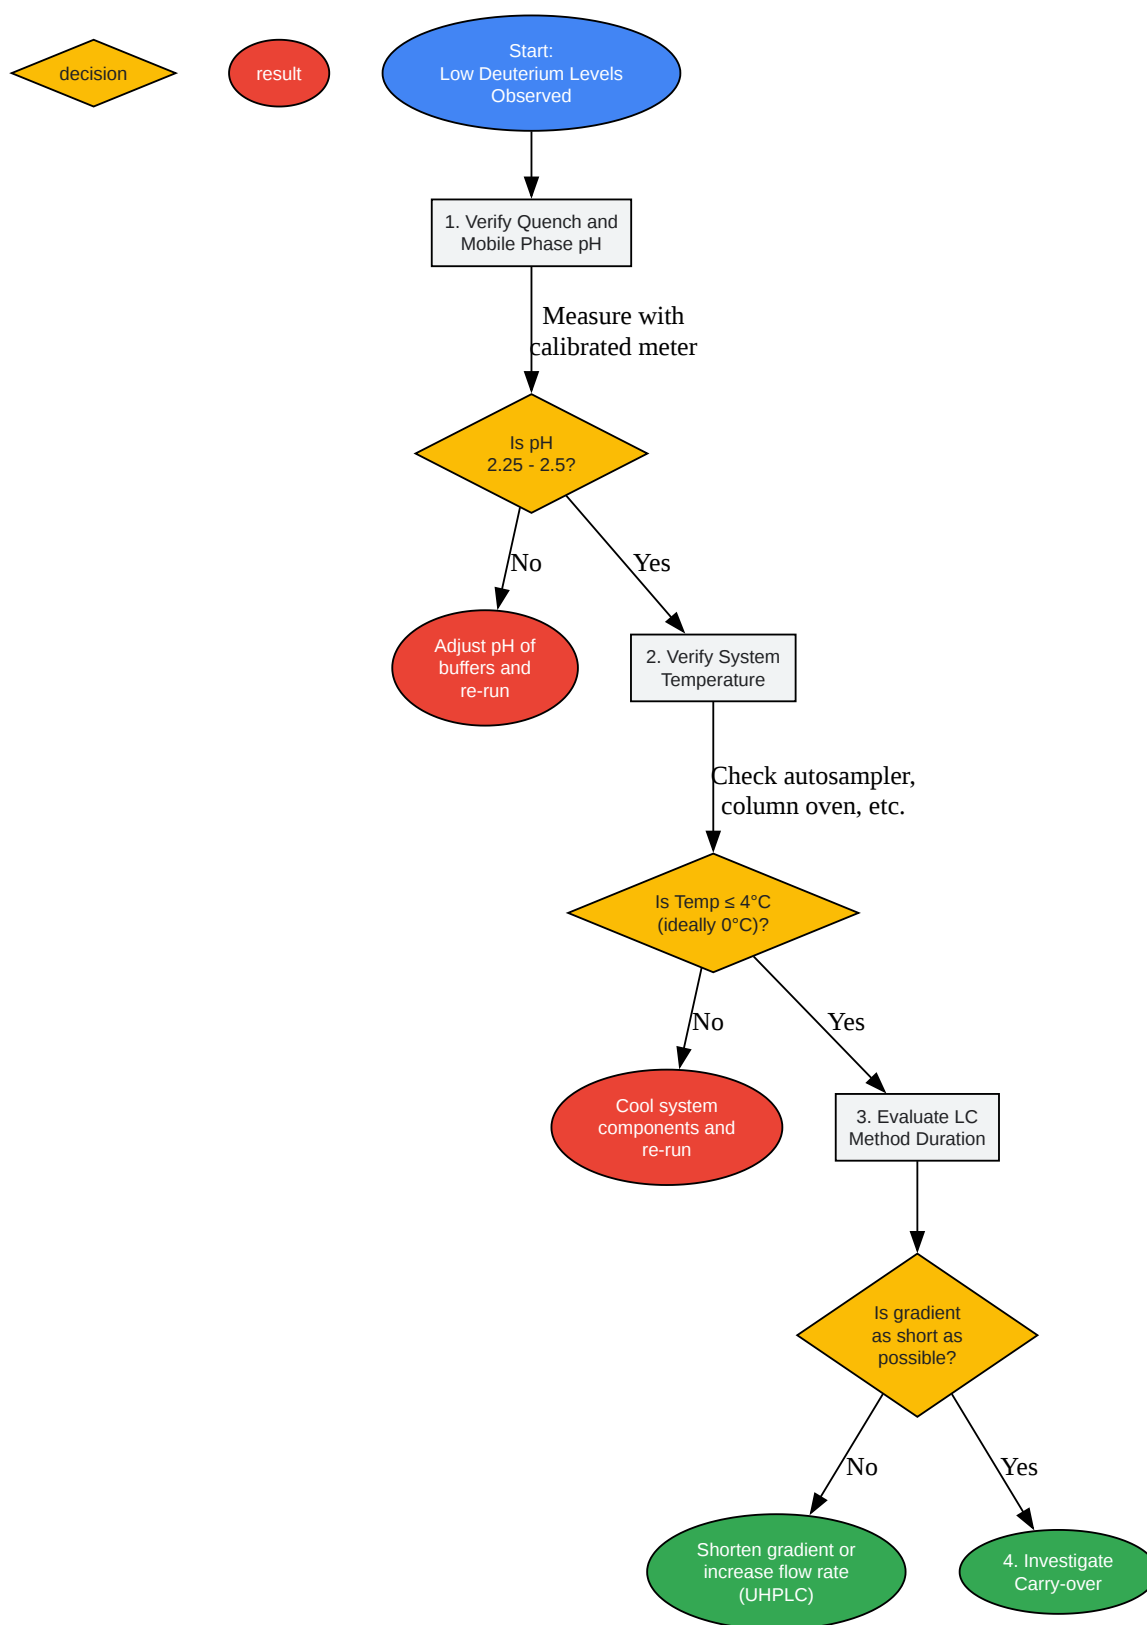 decision
result
Start:
Low Deuterium Levels
Observed
1. Verify Quench and
Mobile Phase pH
Measure with
calibrated meter
Is pH
2.25 - 2.5?
No
Yes
Adjust pH of
buffers and
re-run
2. Verify System
Temperature
Check autosampler,
column oven, etc.
Is Temp ≤ 4°C
(ideally 0°C)?
No
Yes
Cool system
components and
re-run
3. Evaluate LC
Method Duration
Is gradient
as short as
possible?
No
Yes
Shorten gradient or
increase flow rate
(UHPLC)
4. Investigate
Carry-over